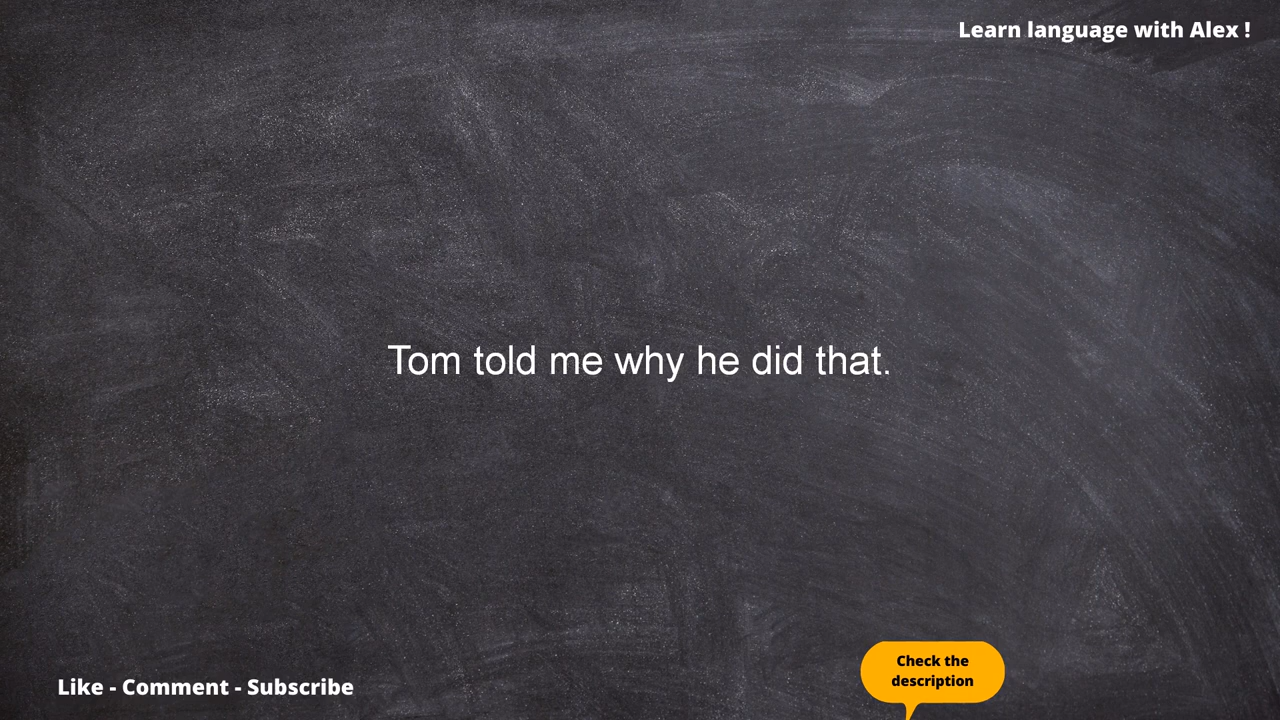 Learn language with Alex !
Tom told me why he did that.
Check the
description
Like - Comment - Subscribe